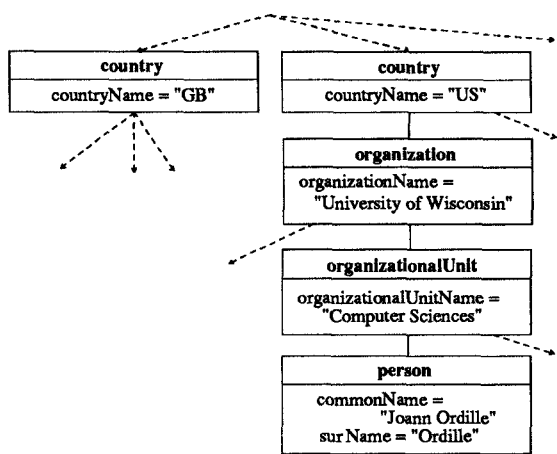 country
countryName = "GB"
country
countryName = "US"
organization
organizationName =
"University of Wisconsin"
organizationalUnit
organizationalUnitName =
"Computer Sciences"
person
commonName =
"Joann Ordille"
surName = "Ordille"